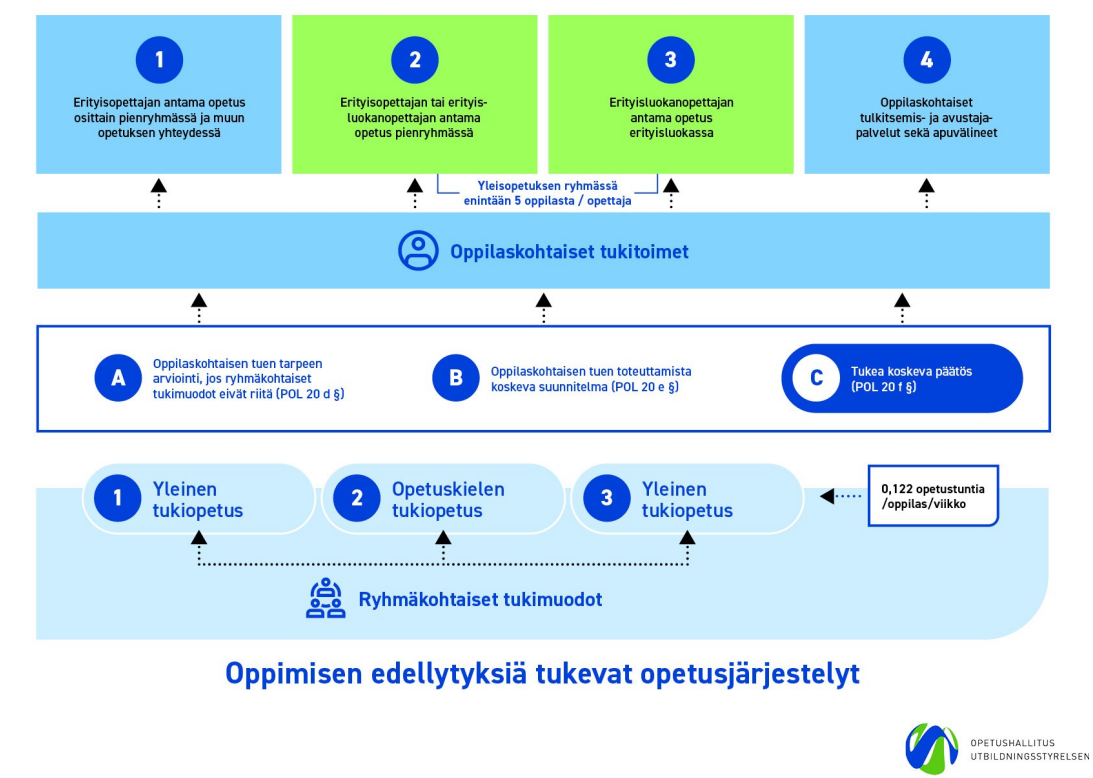 1
Erityisopettajan antama opetus
osittain pienryhmässä ja muun
opetuksen yhteydessä
2
Erityisopettajan tai erityis-
luokanopettajan antama
opetus pienryhmässä
3
Erityisluokanopettajan
antama opetus
erityisluokassa
4
Oppilaskohtaiset
tulkitsemis- ja avustaja-
palvelut sekä apuvälineet
Yleisopetuksen ryhmässä
enintään 5 oppilasta / opettaja
Oppilaskohtaiset tukitoimet
A
Oppilaskohtaisen tuen tarpeen
arviointi, jos ryhmäkohtaiset
tukimuodot eivät riitä (POL 20 d §)
B
Oppilaskohtaisen tuen toteuttamista
koskeva suunnitelma (POL 20 e §)
C
Tukea koskeva päätös
(POL 20 f §)
1
Yleinen
tukiopetus
2
Opetuskielen
tukiopetus
3
Yleinen
tukiopetus
0,122 opetustuntia
/oppilas/viikko
Ryhmäkohtaiset tukimuodot
Oppimisen edellytyksiä tukevat opetusjärjestelyt
OPETUSHALLITUS
UTBILDNINGSSTYRELSEN